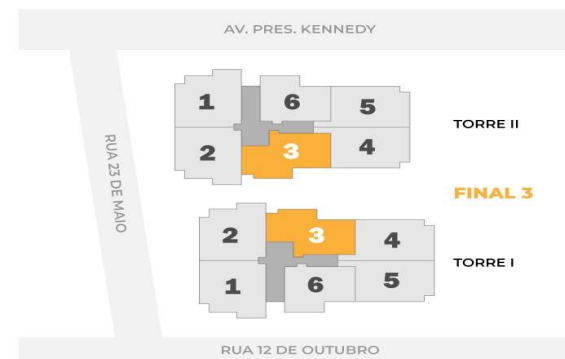 AV. PRES. KENNEDY
1 6 5
TORRE II
2 3 4
RUA 23 DE MAIO
FINAL 3
2 3 4
TORRE I
1 6 5
RUA 12 DE OUTUBRO